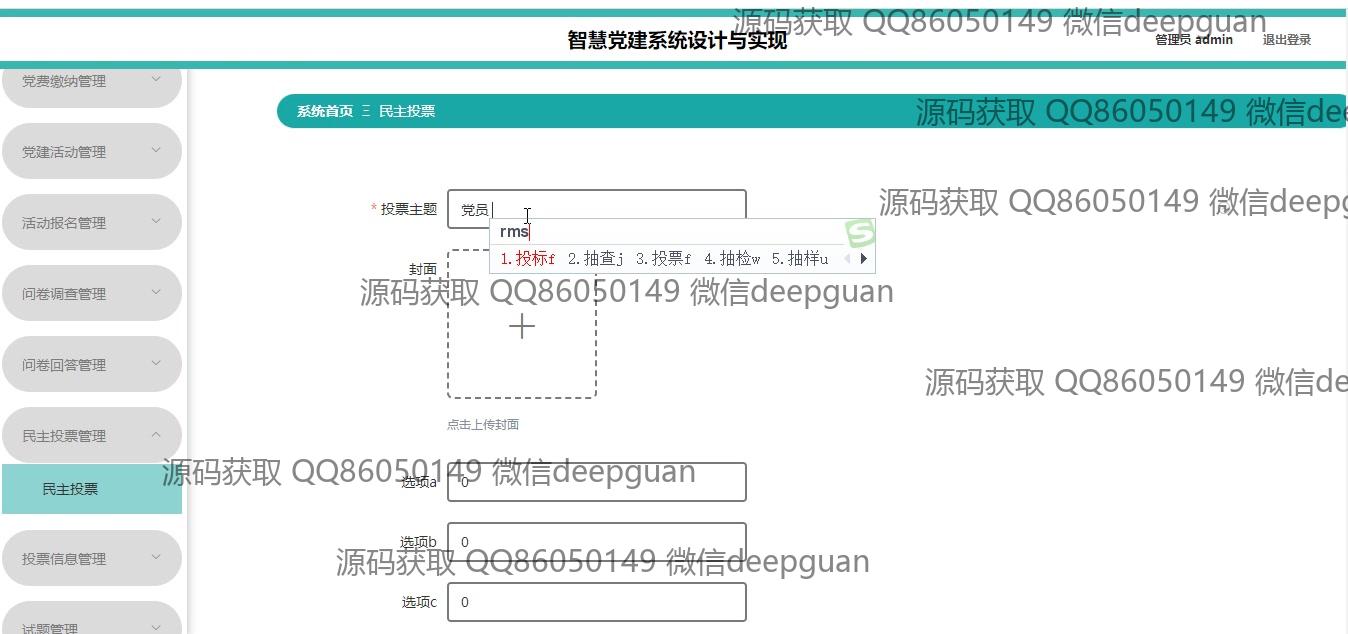 源码获取 QQ86050149 微信deepguan
智慧党建系统设计与实现
管理员 admin
退出登录
党费缴纳管理
党建活动管理
活动报名管理
问卷调查管理
问卷回答管理
民主投票管理
民主投票
投票信息管理
试题管理
系统首页 Ξ 民主投票
源码获取 QQ86050149 微信dee
* 投票主题
党员
源码获取 QQ86050149 微信deepg
rms
1.投标f 2.抽查j 3.投票f 4.抽检w 5.抽样u
封面
源码获取 QQ86050149 微信deepguan
源码获取 QQ86050149 微信de
点击上传封面
源码获取 QQ86050149 微信deepguan
选项a
0
选项b
0
源码获取 QQ86050149 微信deepguan
选项c
0